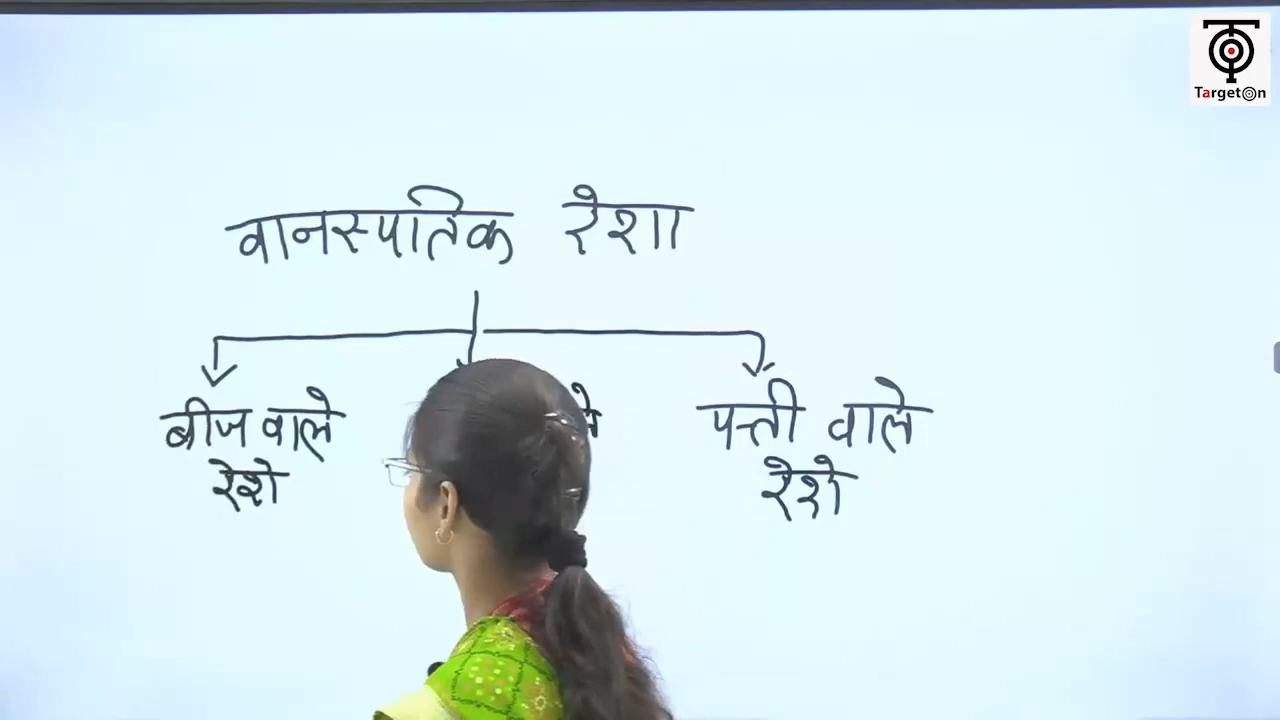 वानस्पतिक रेशा
बीज वाले
रेशे
पत्ती वाले
रेशे
TargetOn